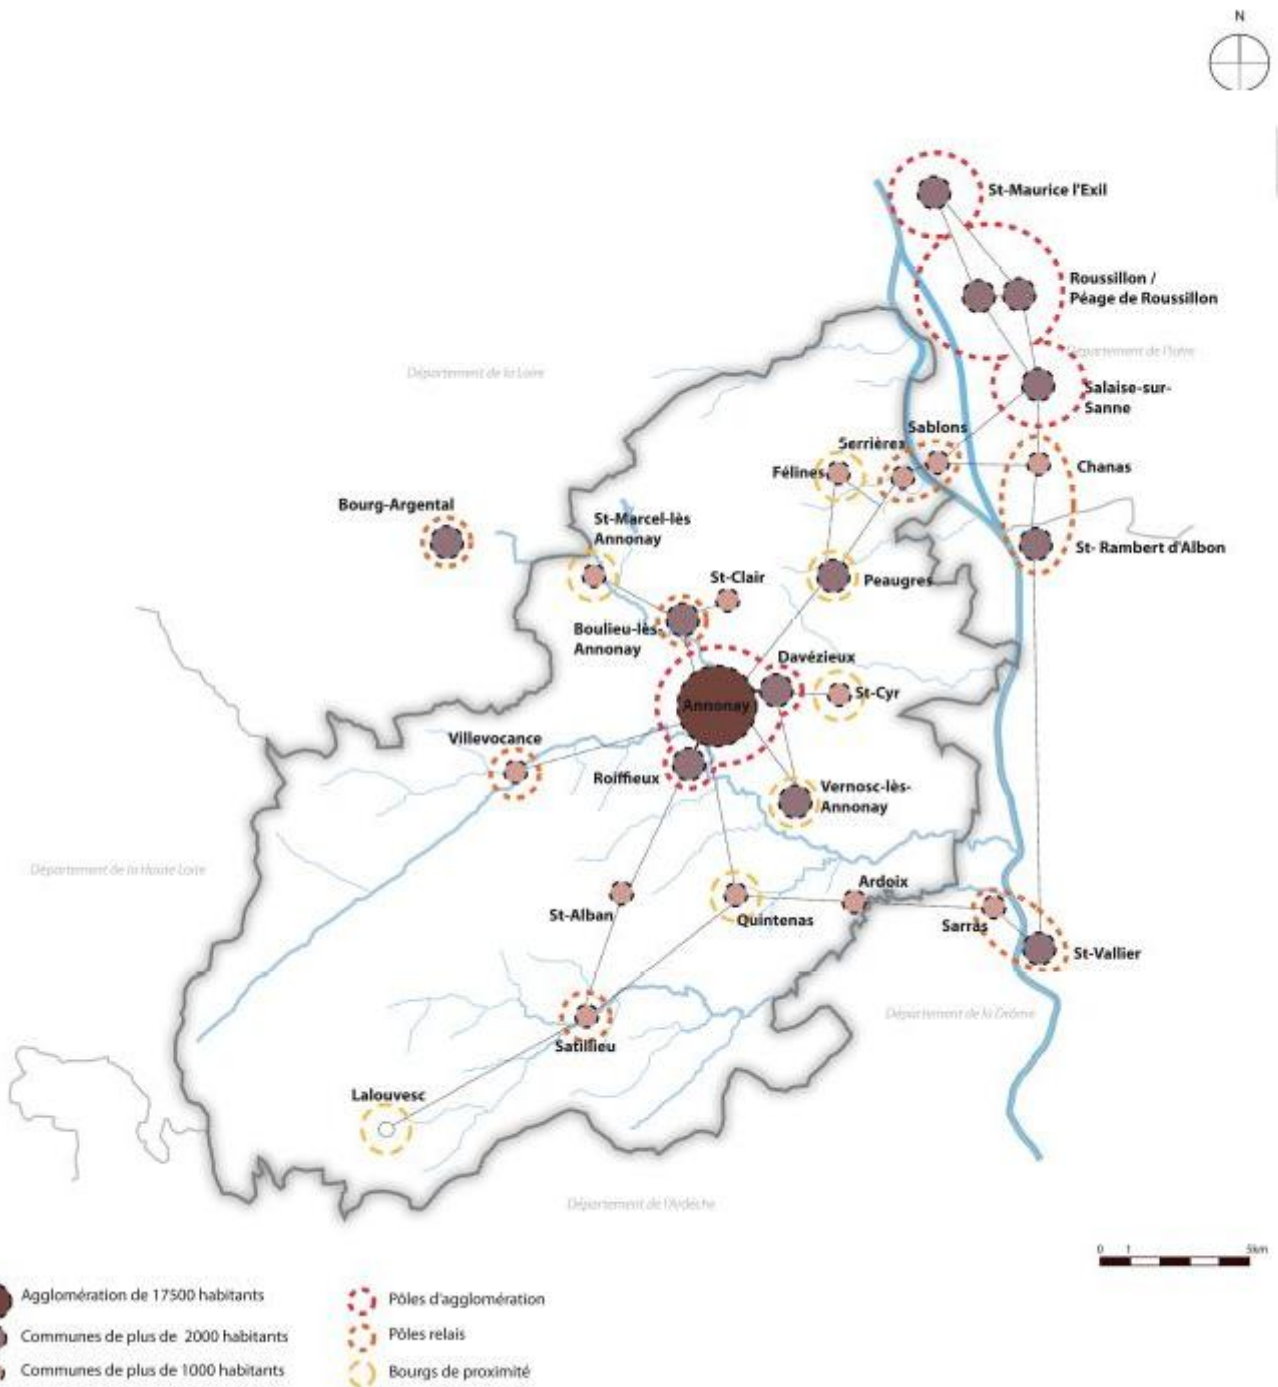 N
St-Maurice l'Exil
Roussillon /
Péage de Roussillon
Département de l'Isère
Département de la Loire
Salaise-sur-
Sanne
Sablons
Serrières
Félines
Chanas
Bourg-Argental
St-Marcel-lès
Annonay
St- Rambert d'Albon
St-Clair
Peaugres
Boulieu-lès-
Annonay
Davézieux
St-Cyr
Annonay
Villevocance
Roiffieux
Vernosc-lès-
Annonay
Département de la Haute Loire
Ardoix
St-Alban
Quintenas
Sarras
St-Vallier
Département de la Drôme
Satillieu
Lalouvesc
Département de l'Ardèche
0 1 5km
Agglomération de 17500 habitants
Pôles d'agglomération
Communes de plus de 2000 habitants
Pôles relais
Communes de plus de 1000 habitants
Bourgs de proximité